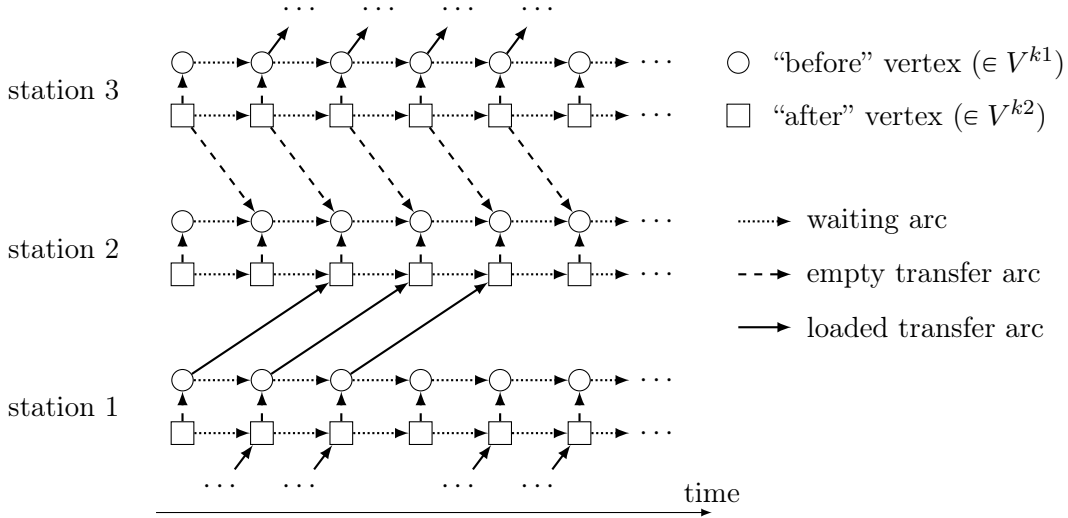 · · · · · · · · · · · ·
· · ·
station 3
· · ·
· · ·
station 2
· · ·
· · ·
station 1
· · ·
· · · · · · · · · · · ·
time
“before” vertex (∈ V^{k1})
“after” vertex (∈ V^{k2})
waiting arc
empty transfer arc
loaded transfer arc